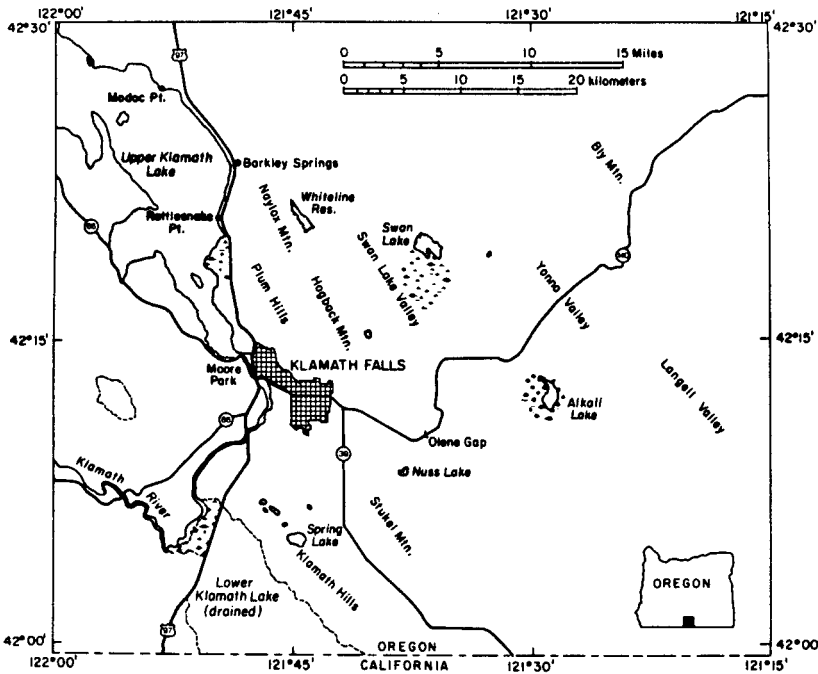 122°00' 121°45' 121°30' 121°15'
42°30' 42°30'
97
0 5 10 15 Miles
0 5 10 15 20 kilometers
Modoc Pt.
Upper Klamath
Lake
Barkley Springs
Bly Mtn.
Naylox Mtn.
Whiteline
Res.
Rattlesnake
Pt.
Swan
Lake
Swan Lake Valley
Plum Hills
Hogback Mtn.
Yonna Valley
140
42°15' 42°15'
Moore
Park
KLAMATH FALLS
Langell Valley
Alkali
Lake
66
Olene Gap
39
Nuss Lake
Klamath
River
Stukel Mtn.
Spring
Lake
Klamath Hills
Lower
Klamath Lake
(drained)
OREGON
97
42°00' 42°00'
OREGON
CALIFORNIA
122°00' 121°45' 121°30' 121°15'